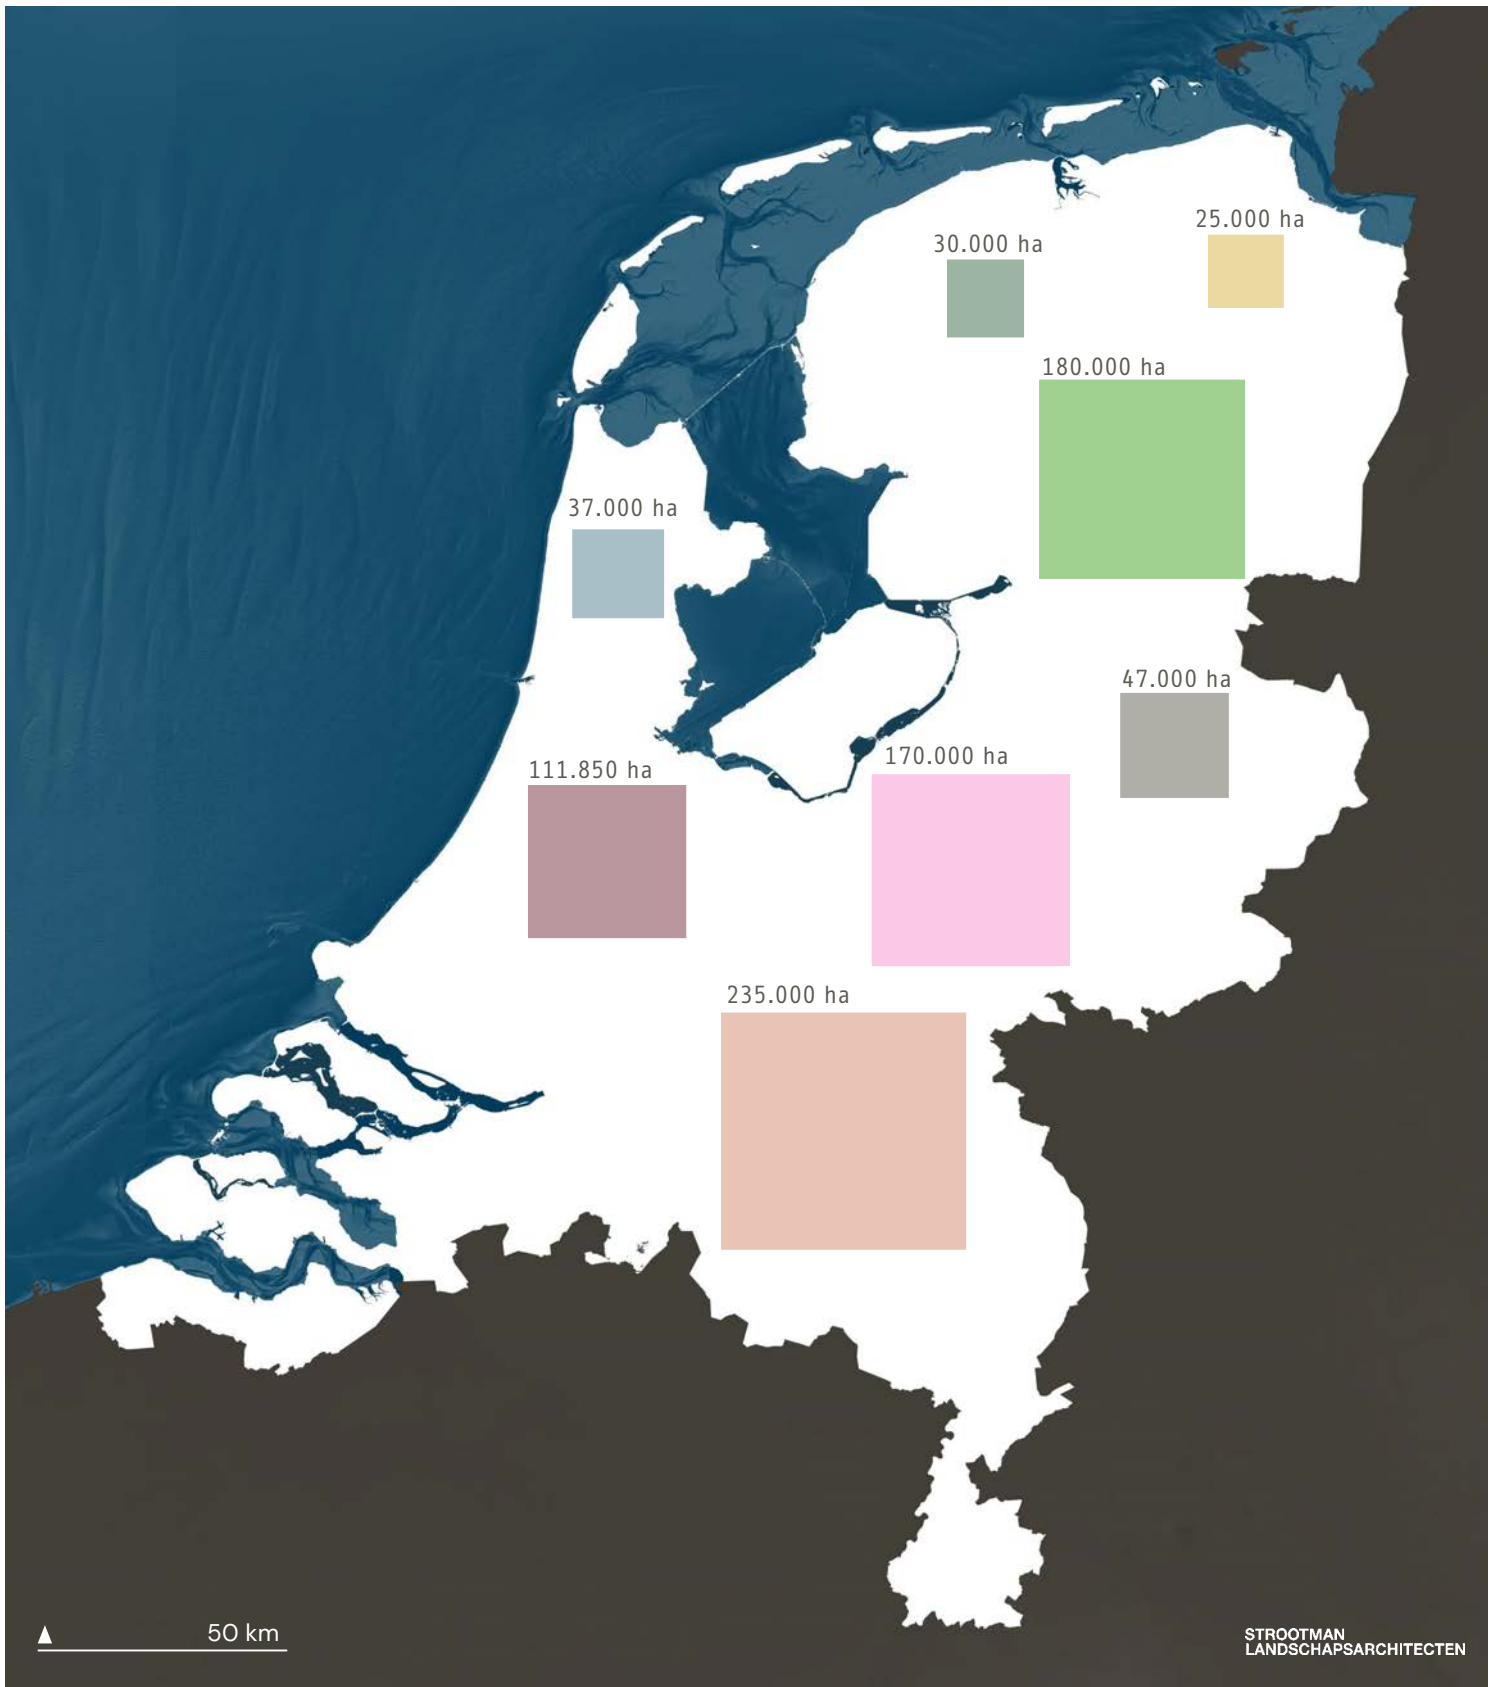 25.000 ha
30.000 ha
180.000 ha
37.000 ha
47.000 ha
170.000 ha
111.850 ha
235.000 ha
50 km
STROOTMAN
LANDSCHAPSARCHITECTEN